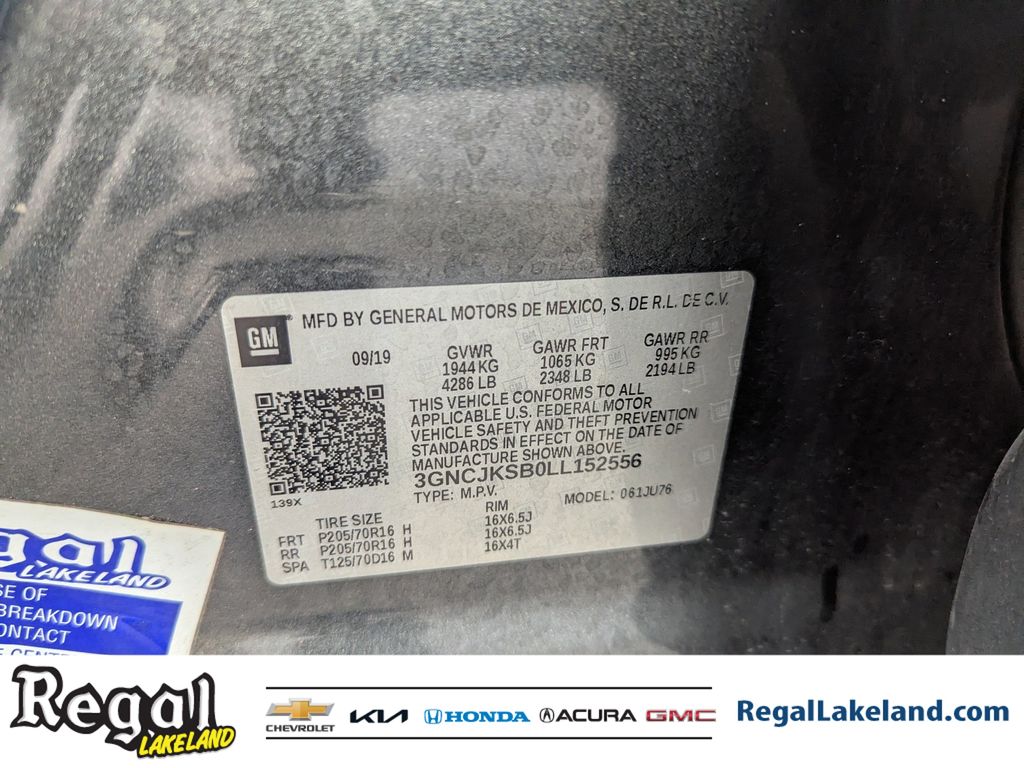 GM
MFD BY GENERAL MOTORS DE MEXICO, S. DE R.L. DE C.V.
09/19 GVWR GAWR FRT GAWR RR
1944 KG 1065 KG 995 KG
4286 LB 2348 LB 2194 LB
THIS VEHICLE CONFORMS TO ALL
APPLICABLE U.S. FEDERAL MOTOR
VEHICLE SAFETY AND THEFT PREVENTION
STANDARDS IN EFFECT ON THE DATE OF
MANUFACTURE SHOWN ABOVE.
3GNCJKSB0LL152556
139X
TYPE: M.P.V. MODEL: 061JU76
TIRE SIZE RIM
FRT P205/70R16 H 16X6.5J
RR P205/70R16 H 16X6.5J
SPA T125/70D16 M 16X4T
gal
LAKELAND
SE OF
BREAKDOWN
ONTACT
Regal
LAKELAND
CHEVROLET KIA HONDA ACURA GMC
RegalLakeland.com